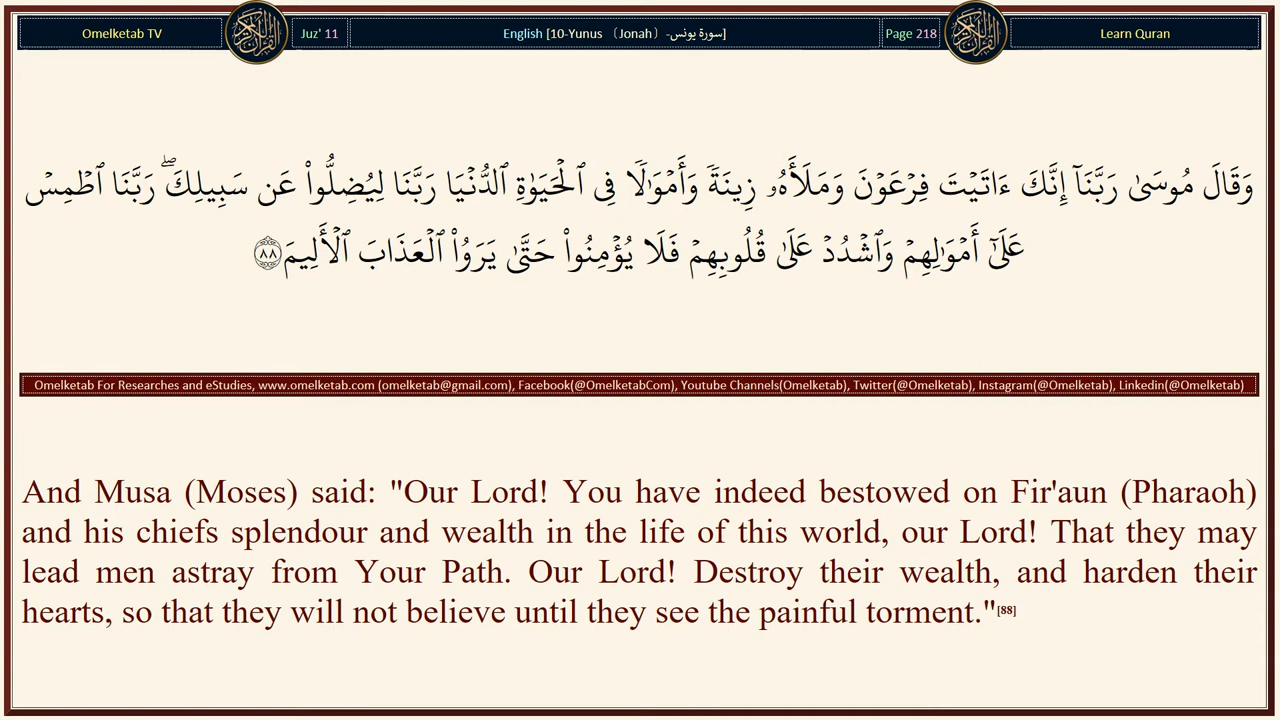 Omelketab TV
Juz' 11
English [10-Yunus (Jonah) -سورة يونس]
Page 218
Learn Quran
وَقَالَ مُوسَىٰ رَبَّنَآ إِنَّكَ ءَاتَيْتَ فِرْعَوْنَ وَمَلَأَهُۥ زِينَةً وَأَمْوَٰلًا فِى ٱلْحَيَوٰةِ ٱلدُّنْيَا رَبَّنَا لِيُضِلُّوا۟ عَن سَبِيلِكَ ۖ رَبَّنَا ٱطْمِسْ
عَلَىٰٓ أَمْوَٰلِهِمْ وَٱشْدُدْ عَلَىٰ قُلُوبِهِمْ فَلَا يُؤْمِنُوا۟ حَتَّىٰ يَرَوُا۟ ٱلْعَذَابَ ٱلْأَلِيمَ ٨٨
Omelketab For Researches and eStudies, www.omelketab.com (omelketab@gmail.com), Facebook(@OmelketabCom), Youtube Channels(Omelketab), Twitter(@Omelketab), Instagram(@Omelketab), Linkedin(@Omelketab)
And Musa (Moses) said: "Our Lord! You have indeed bestowed on Fir'aun (Pharaoh)
and his chiefs splendour and wealth in the life of this world, our Lord! That they may
lead men astray from Your Path. Our Lord! Destroy their wealth, and harden their
hearts, so that they will not believe until they see the painful torment."[88]